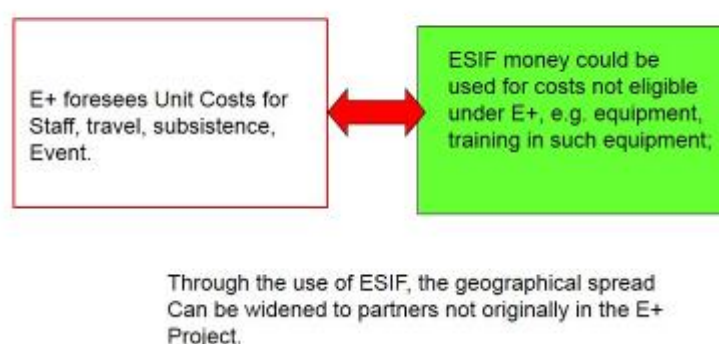 E+ foresees Unit Costs for
Staff, travel, subsistence,
Event.
ESIF money could be
used for costs not eligible
under E+, e.g. equipment,
training in such equipment;
Through the use of ESIF, the geographical spread
Can be widened to partners not originally in the E+
Project.